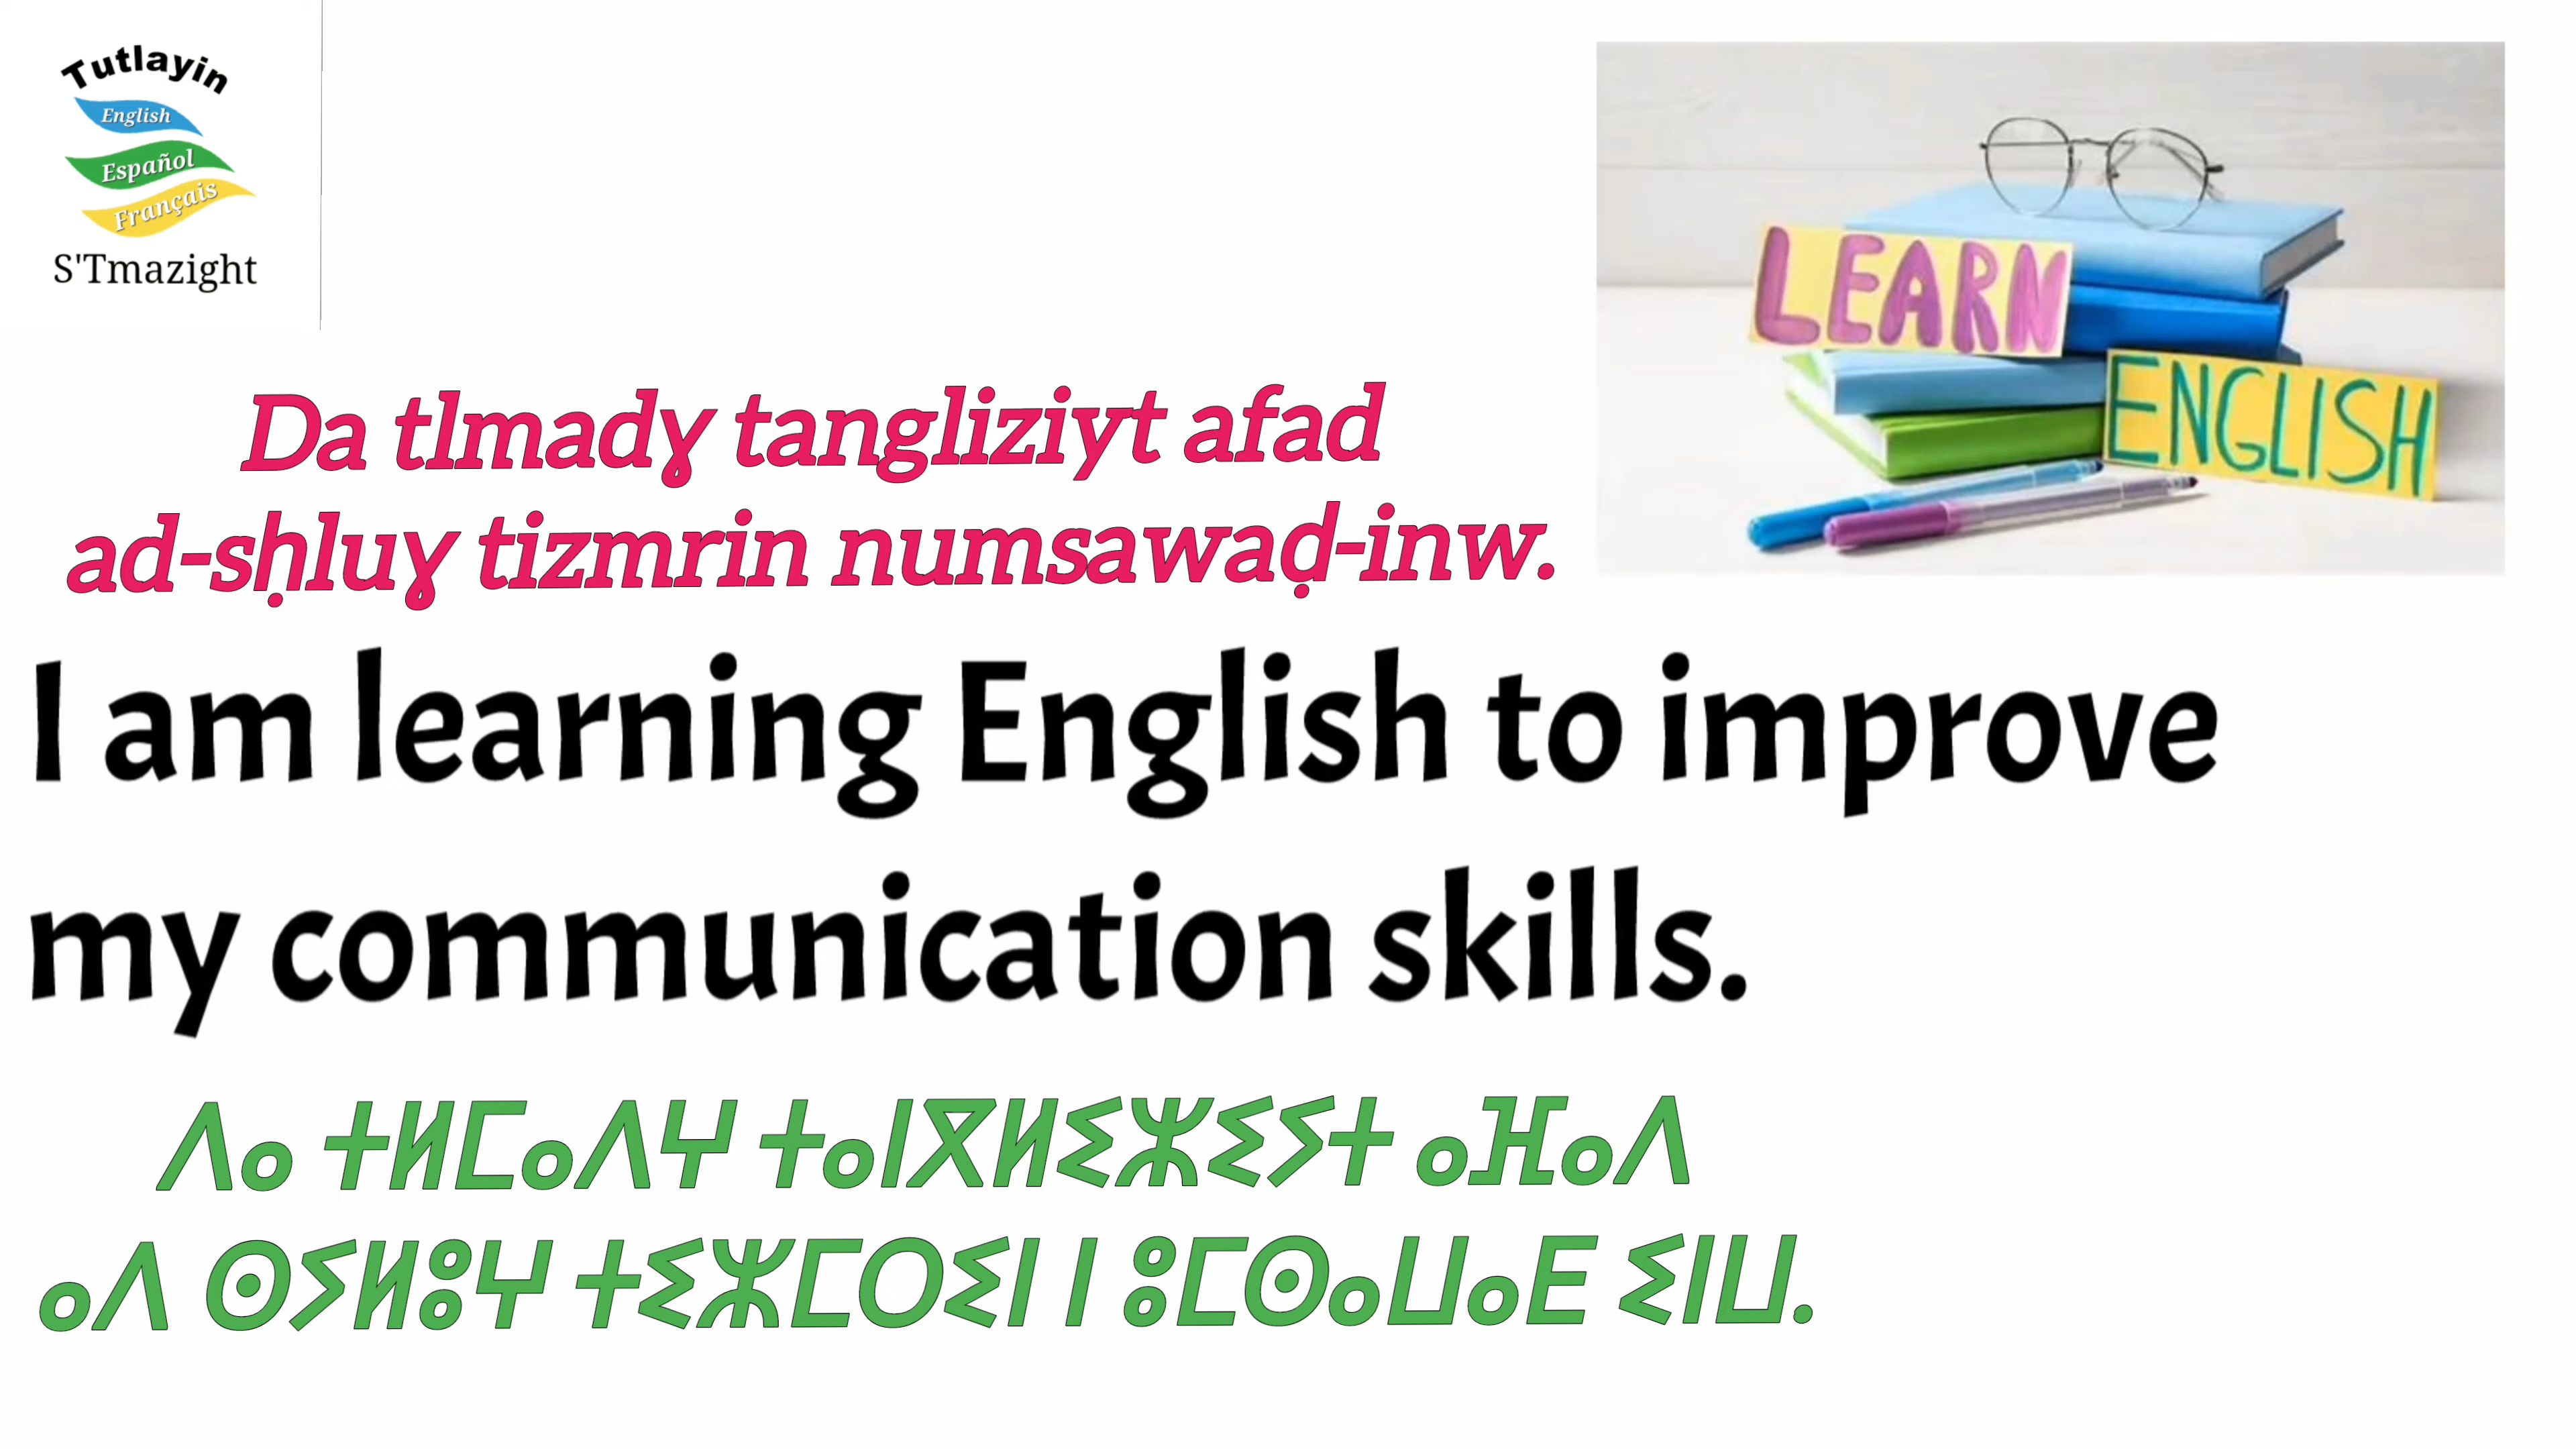 Tutlayin
English
Español
Français
S'Tmazight
LEARN
ENGLISH
Da tlmadɣ tangliziyt afad
ad-sḥluɣ tizmrin numsawaḍ-inw.
I am learning English to improve
my communication skills.
ⴷⴰ ⵜⵍⵎⴰⴷⵖ ⵜⴰⵏⴳⵍⵉⵣⵉⵢⵜ ⴰⴼⴰⴷ
ⴰⴷ ⵙⵢⵍⵓⵖ ⵜⵉⵣⵎⵔⵉⵏ ⵏ ⵓⵎⵙⴰⵡⴰⴹ ⵉⵏⵡ.